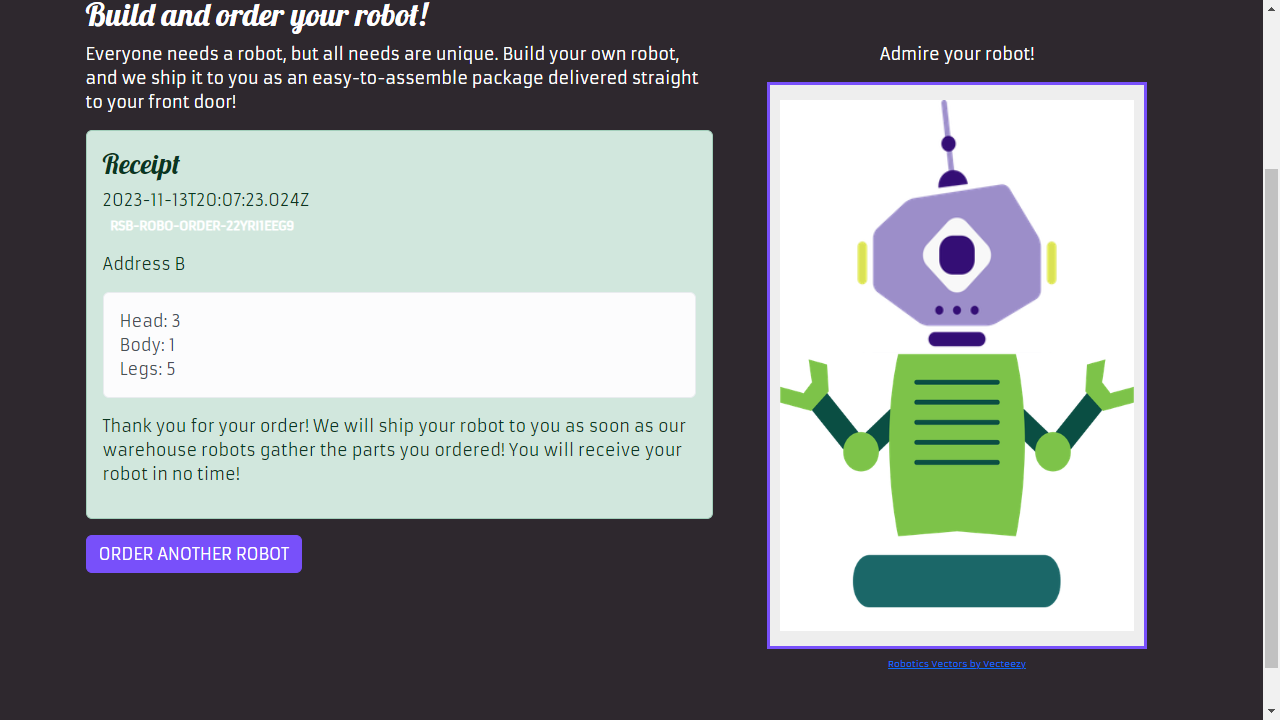 Build and order your robot!
Everyone needs a robot, but all needs are unique. Build your own robot,
and we ship it to you as an easy-to-assemble package delivered straight
to your front door!
Receipt
2023-11-13T20:07:23.024Z
RSB-ROBO-ORDER-22YRI1EEG9
Address B
Head: 3
Body: 1
Legs: 5
Thank you for your order! We will ship your robot to you as soon as our
warehouse robots gather the parts you ordered! You will receive your
robot in no time!
ORDER ANOTHER ROBOT
Admire your robot!
Robotics Vectors by Vecteezy